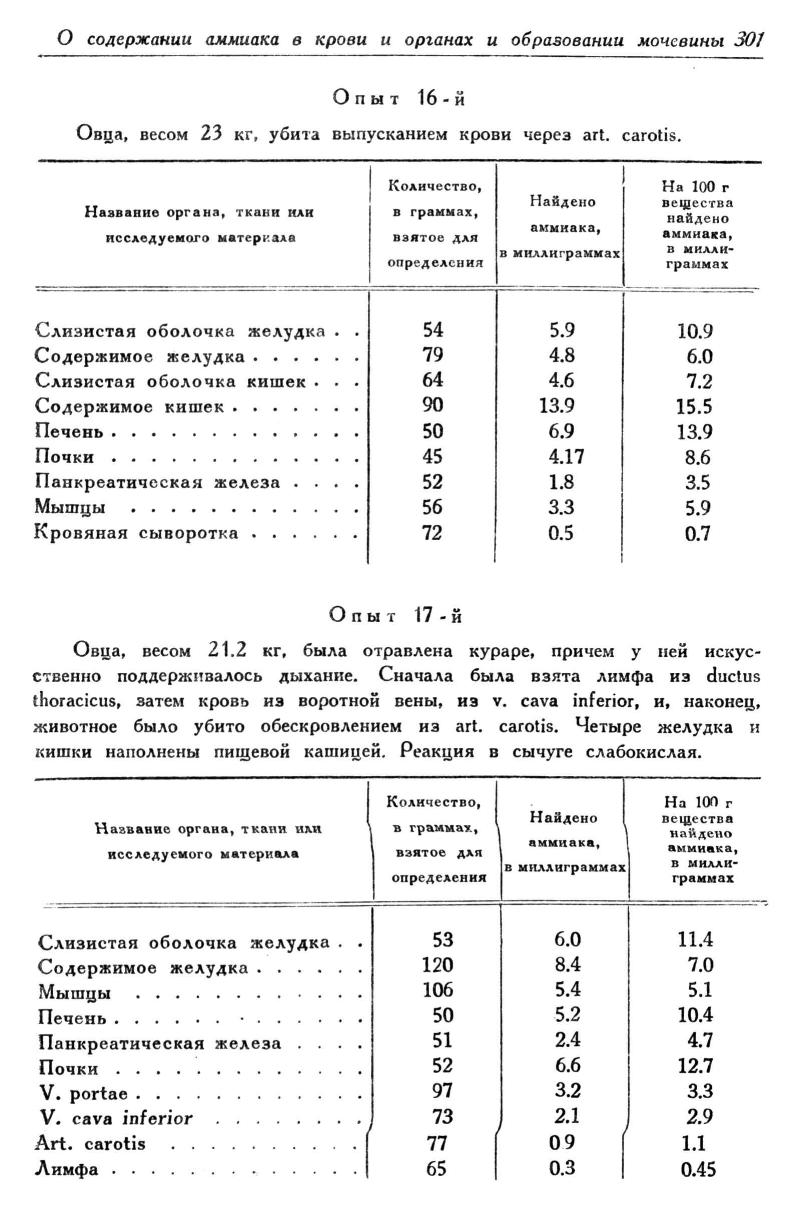 О содержании аммиака в крови и органах и образовании мочевины 301
Опыт 16-й
Овца, весом 23 кг, убита выпусканием крови через art. carotis.
Название органа, ткани или исследуемого материала | Количество, в граммах, взятое для определения | Найдено аммиака, в миллиграммах | На 100 г вещества найдено аммиака, в милли-граммах
Слизистая оболочка желудка . . 54 5.9 10.9
Содержимое желудка . . . . . . 79 4.8 6.0
Слизистая оболочка кишек . . . 64 4.6 7.2
Содержимое кишек . . . . . . . 90 13.9 15.5
Печень . . . . . . . . . . . . . 50 6.9 13.9
Почки . . . . . . . . . . . . . 45 4.17 8.6
Панкреатическая железа . . . . 52 1.8 3.5
Мышцы . . . . . . . . . . . . 56 3.3 5.9
Кровяная сыворотка . . . . . . 72 0.5 0.7
Опыт 17-й
Овца, весом 21.2 кг, была отравлена кураре, причем у ней искус-
ственно поддерживалось дыхание. Сначала была взята лимфа из ductus
thoracicus, затем кровь из воротной вены, из v. cava inferior, и, наконец,
животное было убито обескровлением из art. carotis. Четыре желудка и
кишки наполнены пищевой кашицей. Реакция в сычуге слабокислая.
Название органа, ткани или исследуемого материала | Количество, в граммах, взятое для определения | Найдено аммиака, в миллиграммах | На 100 г вещества найдено аммиака, в милли-граммах
Слизистая оболочка желудка . . 53 6.0 11.4
Содержимое желудка . . . . . . 120 8.4 7.0
Мышцы . . . . . . . . . . . . 106 5.4 5.1
Печень . . . . . . . . . . . . . 50 5.2 10.4
Панкреатическая железа . . . . 51 2.4 4.7
Почки . . . . . . . . . . . . . 52 6.6 12.7
V. portae . . . . . . . . . . . . 97 3.2 3.3
V. cava inferior . . . . . . . . 73 2.1 2.9
Art. carotis . . . . . . . . . . 77 0 9 1.1
Лимфа . . . . . . . . . . . . . 65 0.3 0.45